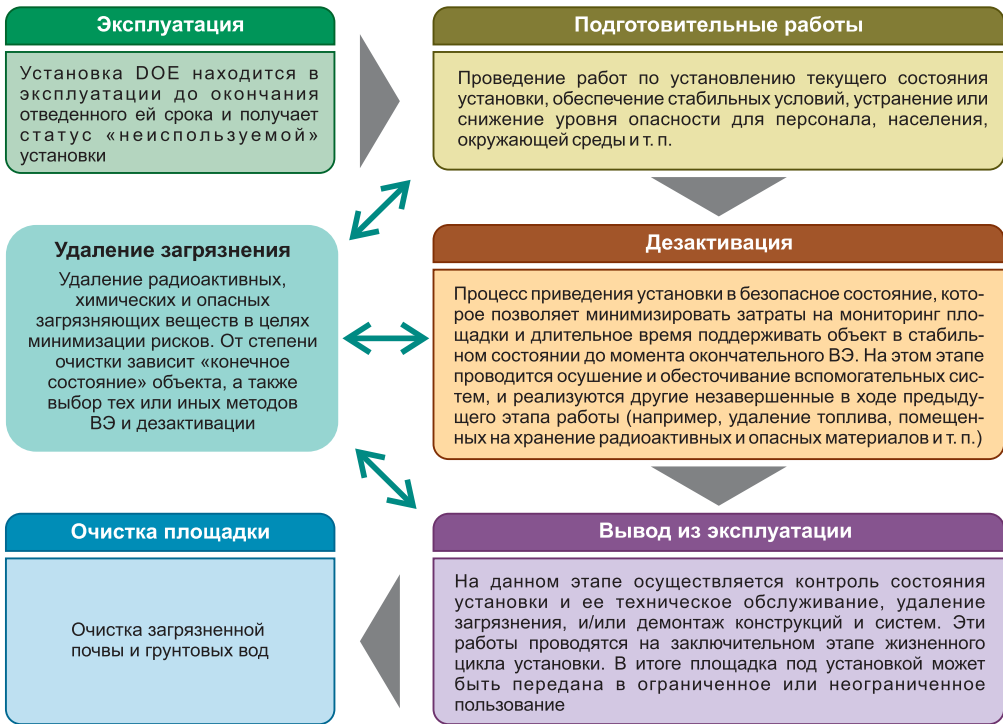 Эксплуатация
Установка DOE находится в
эксплуатации до окончания
отведенного ей срока и получает
статус «неиспользуемой»
установки
Подготовительные работы
Проведение работ по установлению текущего состояния
установки, обеспечение стабильных условий, устранение или
снижение уровня опасности для персонала, населения,
окружающей среды и т. п.
Удаление загрязнения
Удаление радиоактивных,
химических и опасных
загрязняющих веществ в целях
минимизации рисков. От степени
очистки зависит «конечное
состояние» объекта, а также
выбор тех или иных методов
ВЭ и дезактивации
Дезактивация
Процесс приведения установки в безопасное состояние, кото-
рое позволяет минимизировать затраты на мониторинг пло-
щадки и длительное время поддерживать объект в стабиль-
ном состоянии до момента окончательного ВЭ. На этом этапе
проводится осушение и обесточивание вспомогательных сис-
тем, и реализуются другие незавершенные в ходе предыду-
щего этапа работы (например, удаление топлива, помещен-
ных на хранение радиоактивных и опасных материалов и т. п.)
Вывод из эксплуатации
На данном этапе осуществляется контроль состояния
установки и ее техническое обслуживание, удаление
загрязнения, и/или демонтаж конструкций и систем. Эти
работы проводятся на заключительном этапе жизненного
цикла установки. В итоге площадка под установкой может
быть передана в ограниченное или неограниченное
пользование
Очистка площадки
Очистка загрязненной
почвы и грунтовых вод